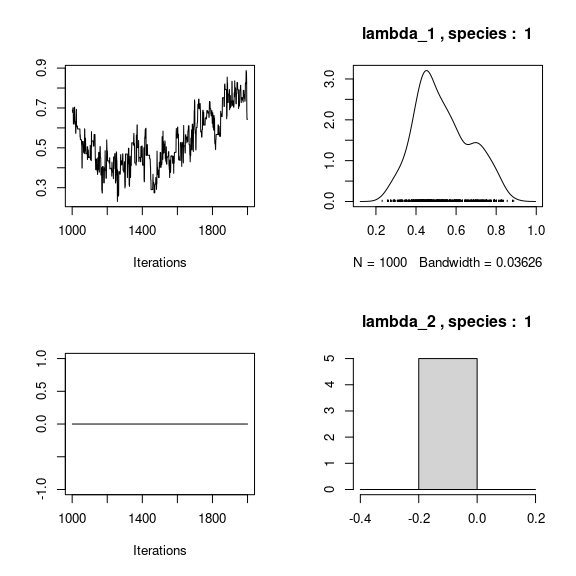 lambda_1 , species : 1
0.3 0.5 0.7 0.9
1000 1400 1800
Iterations
0.0 1.0 2.0 3.0
0.2 0.4 0.6 0.8 1.0
N = 1000 Bandwidth = 0.03626
lambda_2 , species : 1
-1.0 0.0 0.5 1.0
1000 1400 1800
Iterations
0 1 2 3 4 5
-0.4 -0.2 0.0 0.2